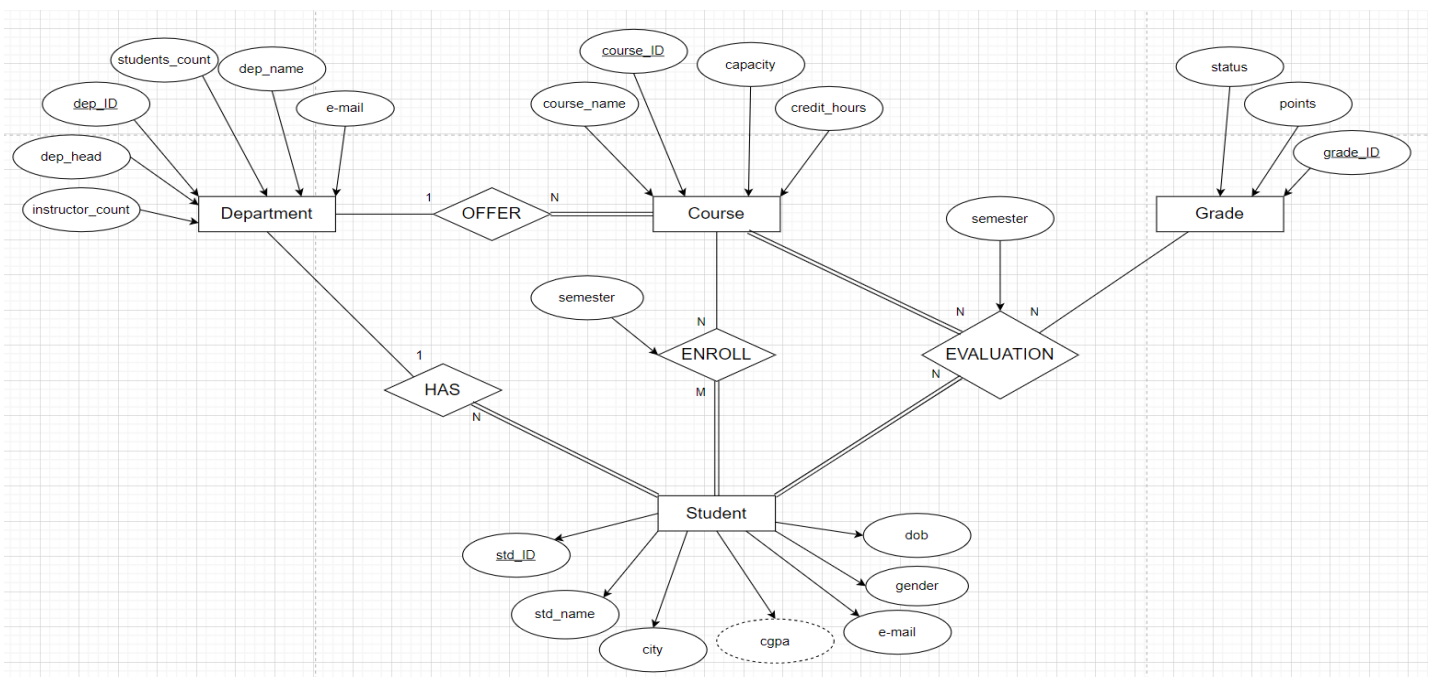 students_count
dep_name
dep_ID
e-mail
dep_head
instructor_count
Department
1
OFFER
N
course_ID
course_name
capacity
credit_hours
Course
status
points
grade_ID
Grade
semester
semester
N
ENROLL
M
N
N
EVALUATION
N
1
HAS
N
Student
std_ID
std_name
city
cgpa
e-mail
gender
dob